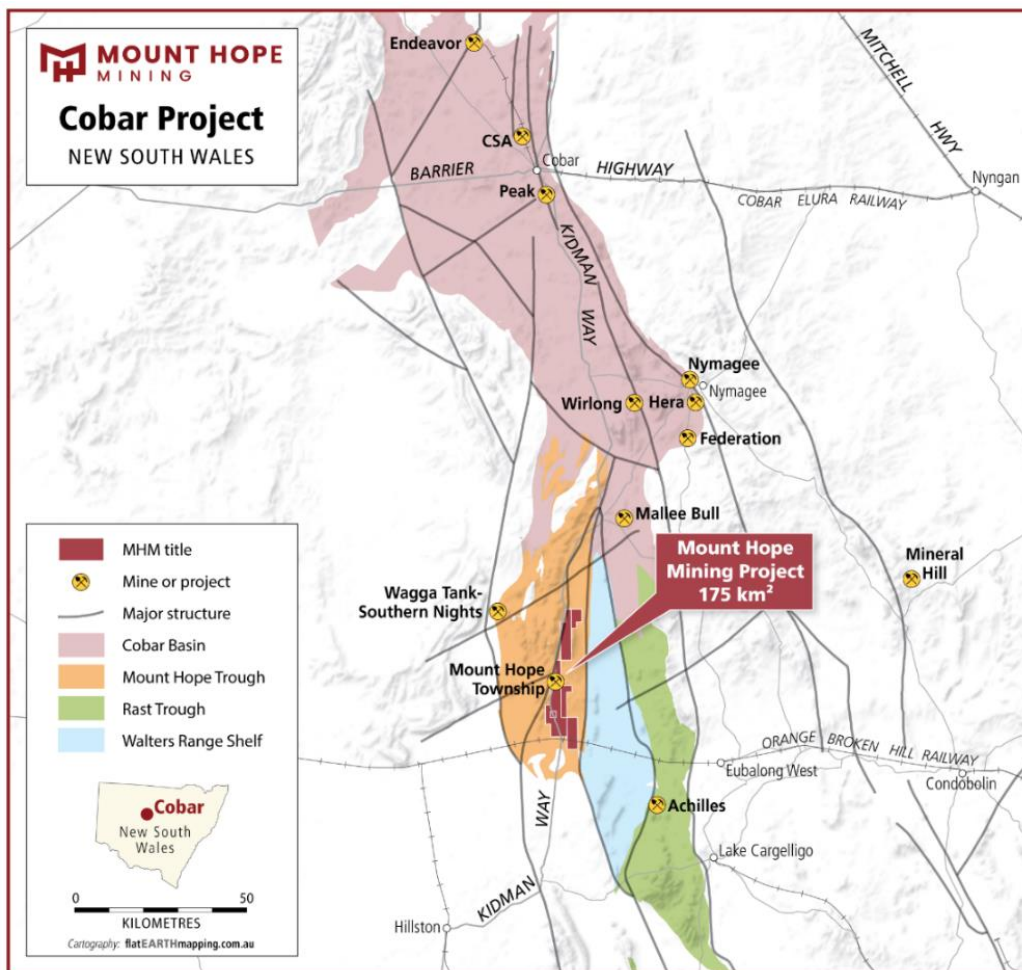 MOUNT HOPE
MINING
Cobar Project
NEW SOUTH WALES
Endeavor
MITCHELL
HWY
CSA
Cobar
BARRIER
HIGHWAY
Nyngan
Peak
COBAR ELURA RAILWAY
KIDMAN
WAY
Nymagee
Nymagee
Wirlong
Hera
Federation
Mallee Bull
Mount Hope
Mining Project
175 km²
Mineral
Hill
Wagga Tank-
Southern Nights
Mount Hope
Township
ORANGE BROKEN HILL RAILWAY
Eubalong West
Condobolin
Achilles
WAY
Lake Cargelligo
KIDMAN
Hillston
MHM title
Mine or project
Major structure
Cobar Basin
Mount Hope Trough
Rast Trough
Walters Range Shelf
Cobar
New South
Wales
0 50
KILOMETRES
Cartography: flatEARTHmapping.com.au